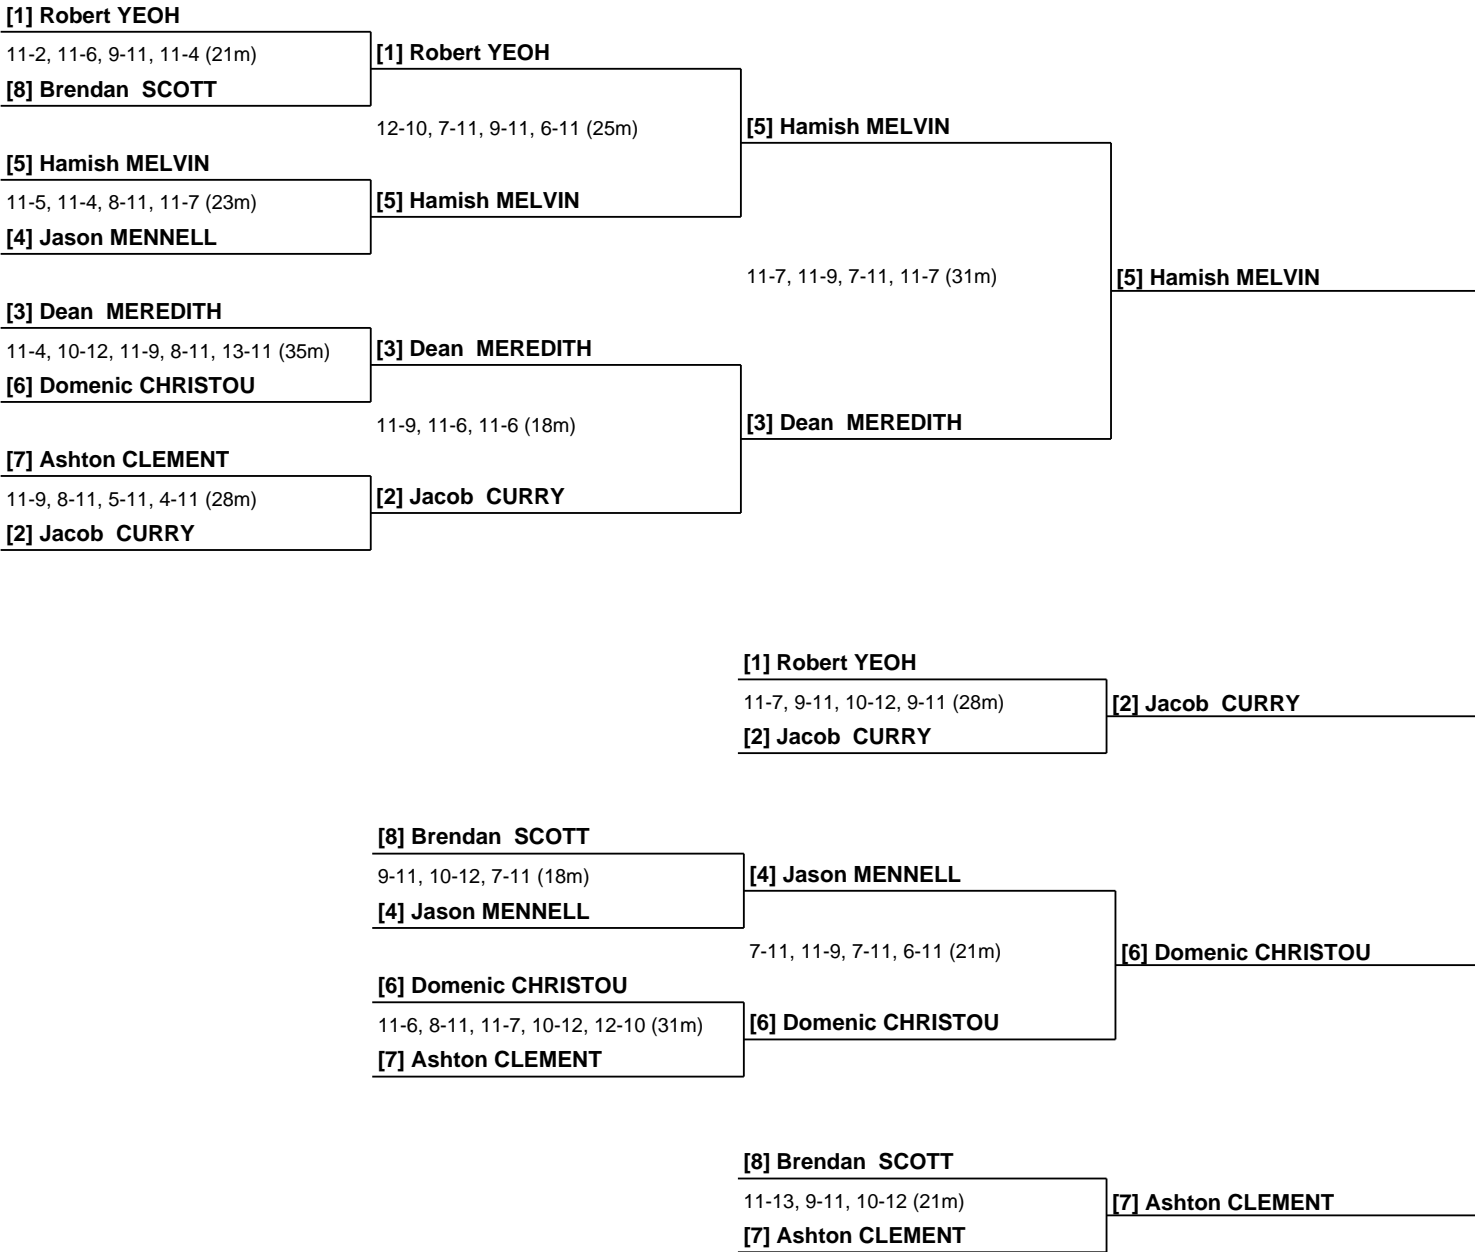 [1] Robert YEOH
11-2, 11-6, 9-11, 11-4 (21m)
[1] Robert YEOH
[8] Brendan  SCOTT
12-10, 7-11, 9-11, 6-11 (25m)
[5] Hamish MELVIN
[5] Hamish MELVIN
11-5, 11-4, 8-11, 11-7 (23m)
[5] Hamish MELVIN
[4] Jason MENNELL
11-7, 11-9, 7-11, 11-7 (31m)
[5] Hamish MELVIN
[3] Dean  MEREDITH
11-4, 10-12, 11-9, 8-11, 13-11 (35m)
[3] Dean  MEREDITH
[6] Domenic CHRISTOU
11-9, 11-6, 11-6 (18m)
[3] Dean  MEREDITH
[7] Ashton CLEMENT
11-9, 8-11, 5-11, 4-11 (28m)
[2] Jacob  CURRY
[2] Jacob  CURRY
[1] Robert YEOH
11-7, 9-11, 10-12, 9-11 (28m)
[2] Jacob  CURRY
[2] Jacob  CURRY
[8] Brendan  SCOTT
9-11, 10-12, 7-11 (18m)
[4] Jason MENNELL
[4] Jason MENNELL
7-11, 11-9, 7-11, 6-11 (21m)
[6] Domenic CHRISTOU
[6] Domenic CHRISTOU
11-6, 8-11, 11-7, 10-12, 12-10 (31m)
[6] Domenic CHRISTOU
[7] Ashton CLEMENT
[8] Brendan  SCOTT
11-13, 9-11, 10-12 (21m)
[7] Ashton CLEMENT
[7] Ashton CLEMENT